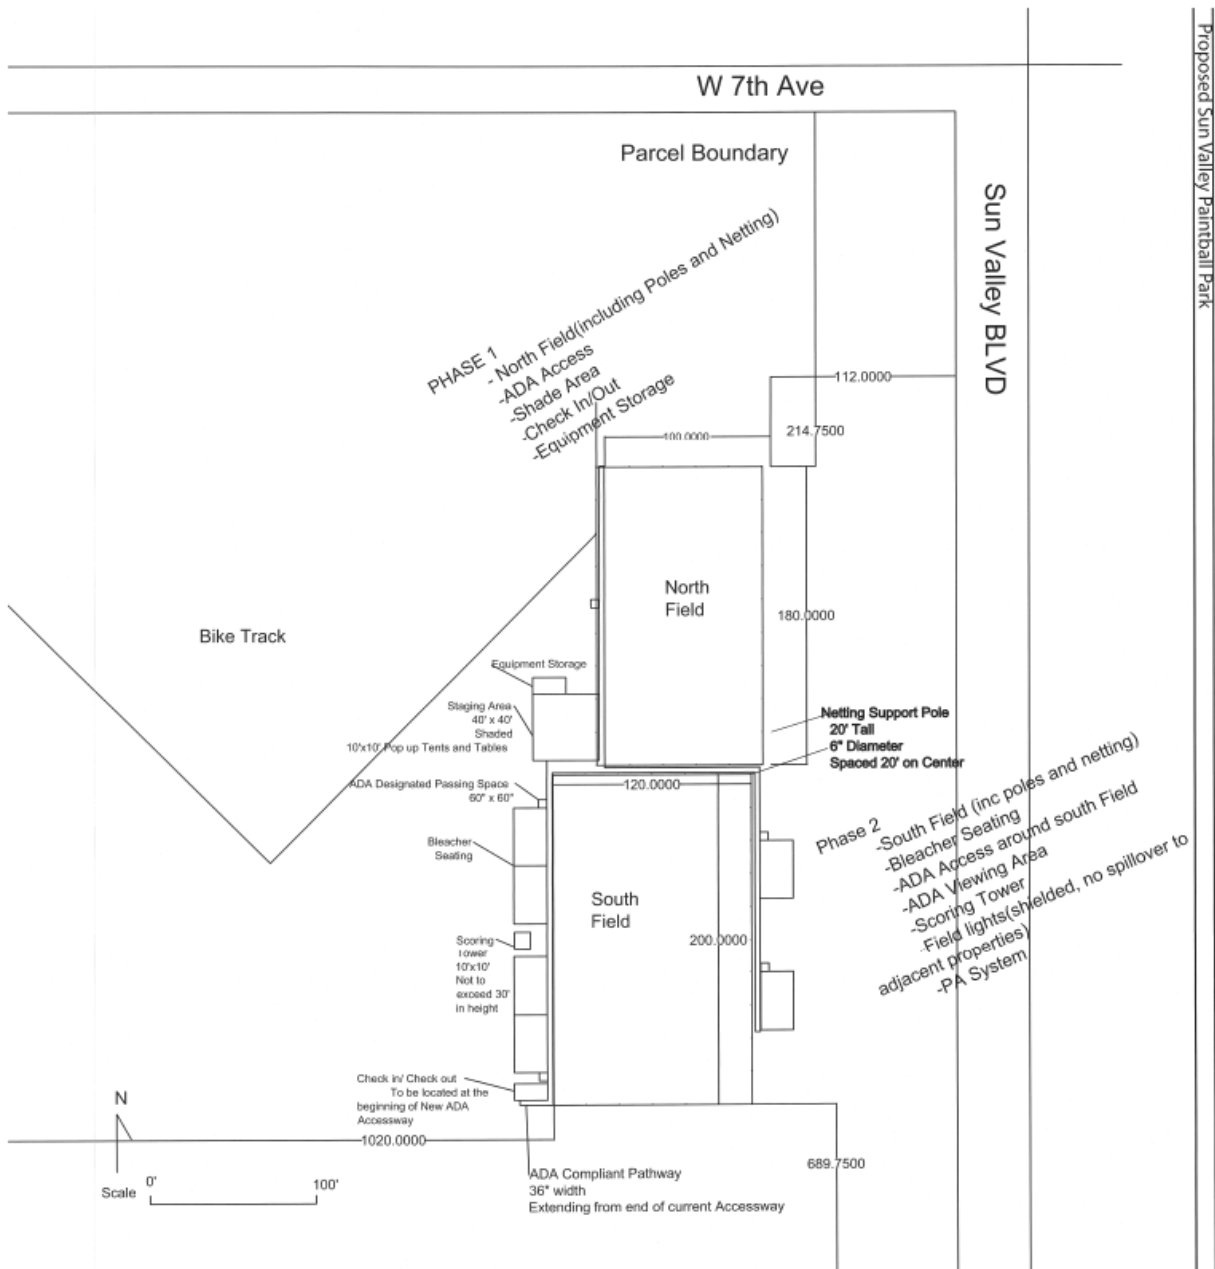 Proposed Sun Valley Paintball Park
W 7th Ave
Parcel Boundary
Sun Valley BLVD
PHASE 1
- North Field(including Poles and Netting)
-ADA Access
-Shade Area
-Check In/Out
-Equipment Storage
112.0000
214.7500
100.0000
North
Field
180.0000
Bike Track
Equipment Storage
Staging Area
40' x 40'
Shaded
10'x10' Pop up Tents and Tables
Netting Support Pole
20' Tall
6" Diameter
Spaced 20' on Center
ADA Designated Passing Space
60" x 60"
120.0000
Phase 2
-South Field (inc poles and netting)
-Bleacher Seating
-ADA Access around south Field
-ADA Viewing Area
-Scoring Tower
-Field lights(shielded, no spillover to
adjacent properties)
-PA System
Bleacher
Seating
South
Field
200.0000
Scoring
Tower
10'x10'
Not to
exceed 30'
in height
Check in/ Check out
To be located at the
beginning of New ADA
Accessway
N
1020.0000
689.7500
Scale
0'
100'
ADA Compliant Pathway
36" width
Extending from end of current Accessway